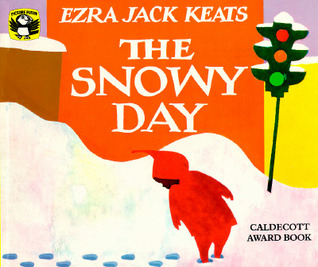 EZRA JACK KEATS
THE
SNOWY
DAY
CALDECOTT
AWARD BOOK